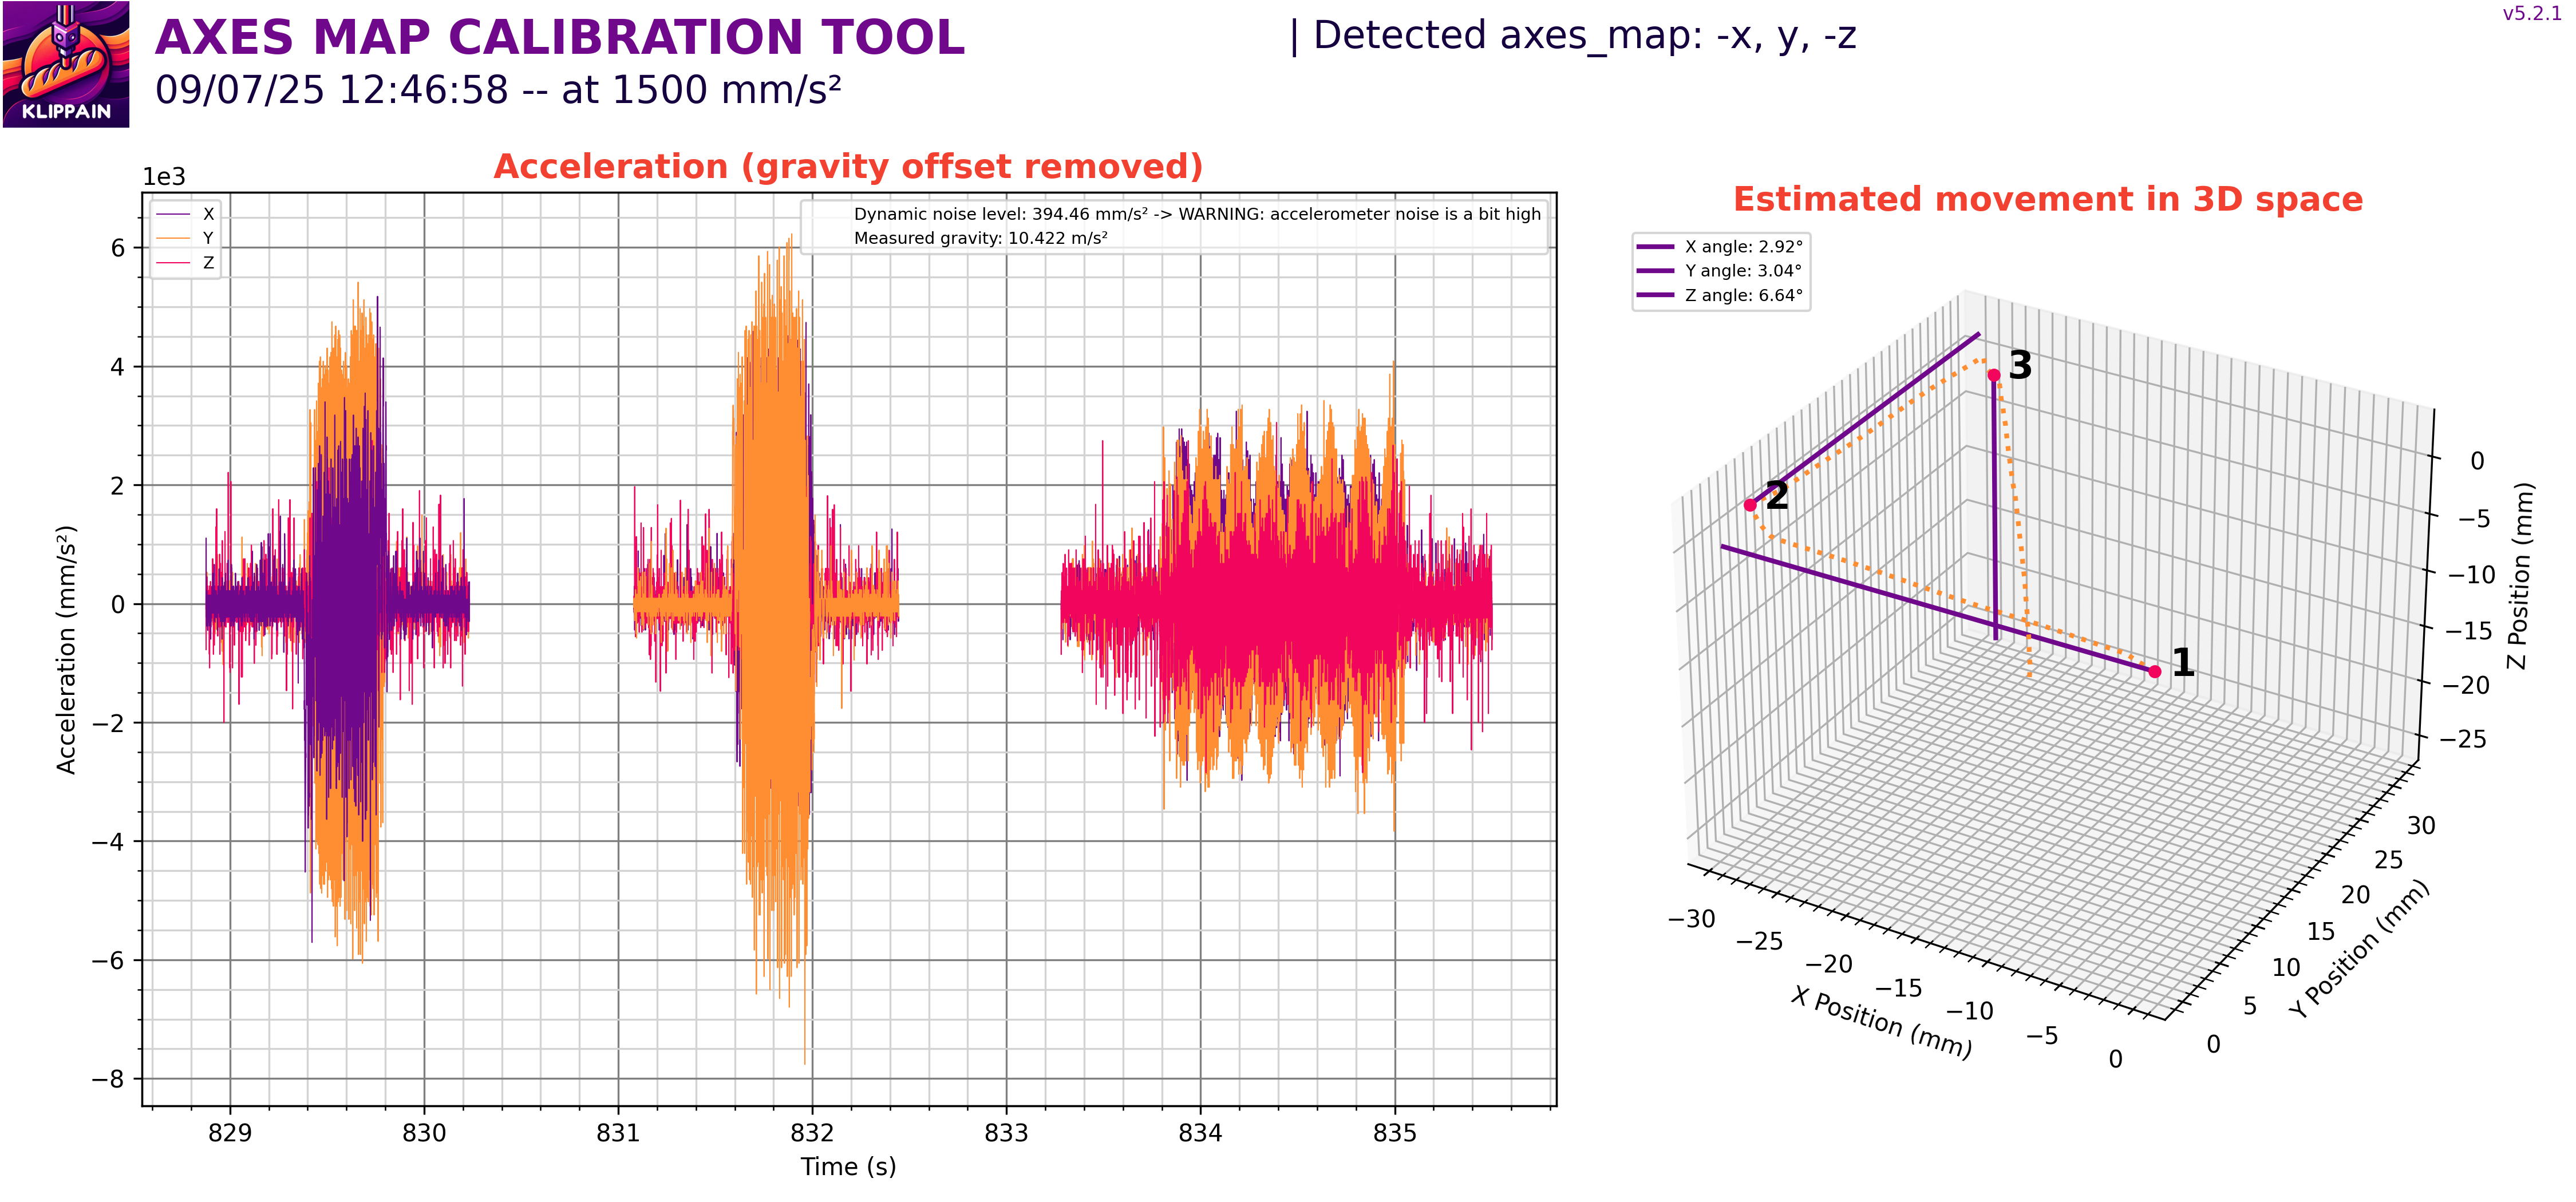 KLIPPAIN
AXES MAP CALIBRATION TOOL
09/07/25 12:46:58 -- at 1500 mm/s²
| Detected axes_map: -x, y, -z
v5.2.1
Acceleration (gravity offset removed)
1e3
X
Y
Z
Dynamic noise level: 394.46 mm/s² -> WARNING: accelerometer noise is a bit high
Measured gravity: 10.422 m/s²
6
4
2
0
−2
−4
−6
−8
Acceleration (mm/s²)
829
830
831
832
833
834
835
Time (s)
Estimated movement in 3D space
X angle: 2.92°
Y angle: 3.04°
Z angle: 6.64°
3
2
1
0
−5
−10
−15
−20
−25
Z Position (mm)
−30
−25
−20
−15
−10
−5
0
X Position (mm)
0
5
10
15
20
25
30
Y Position (mm)